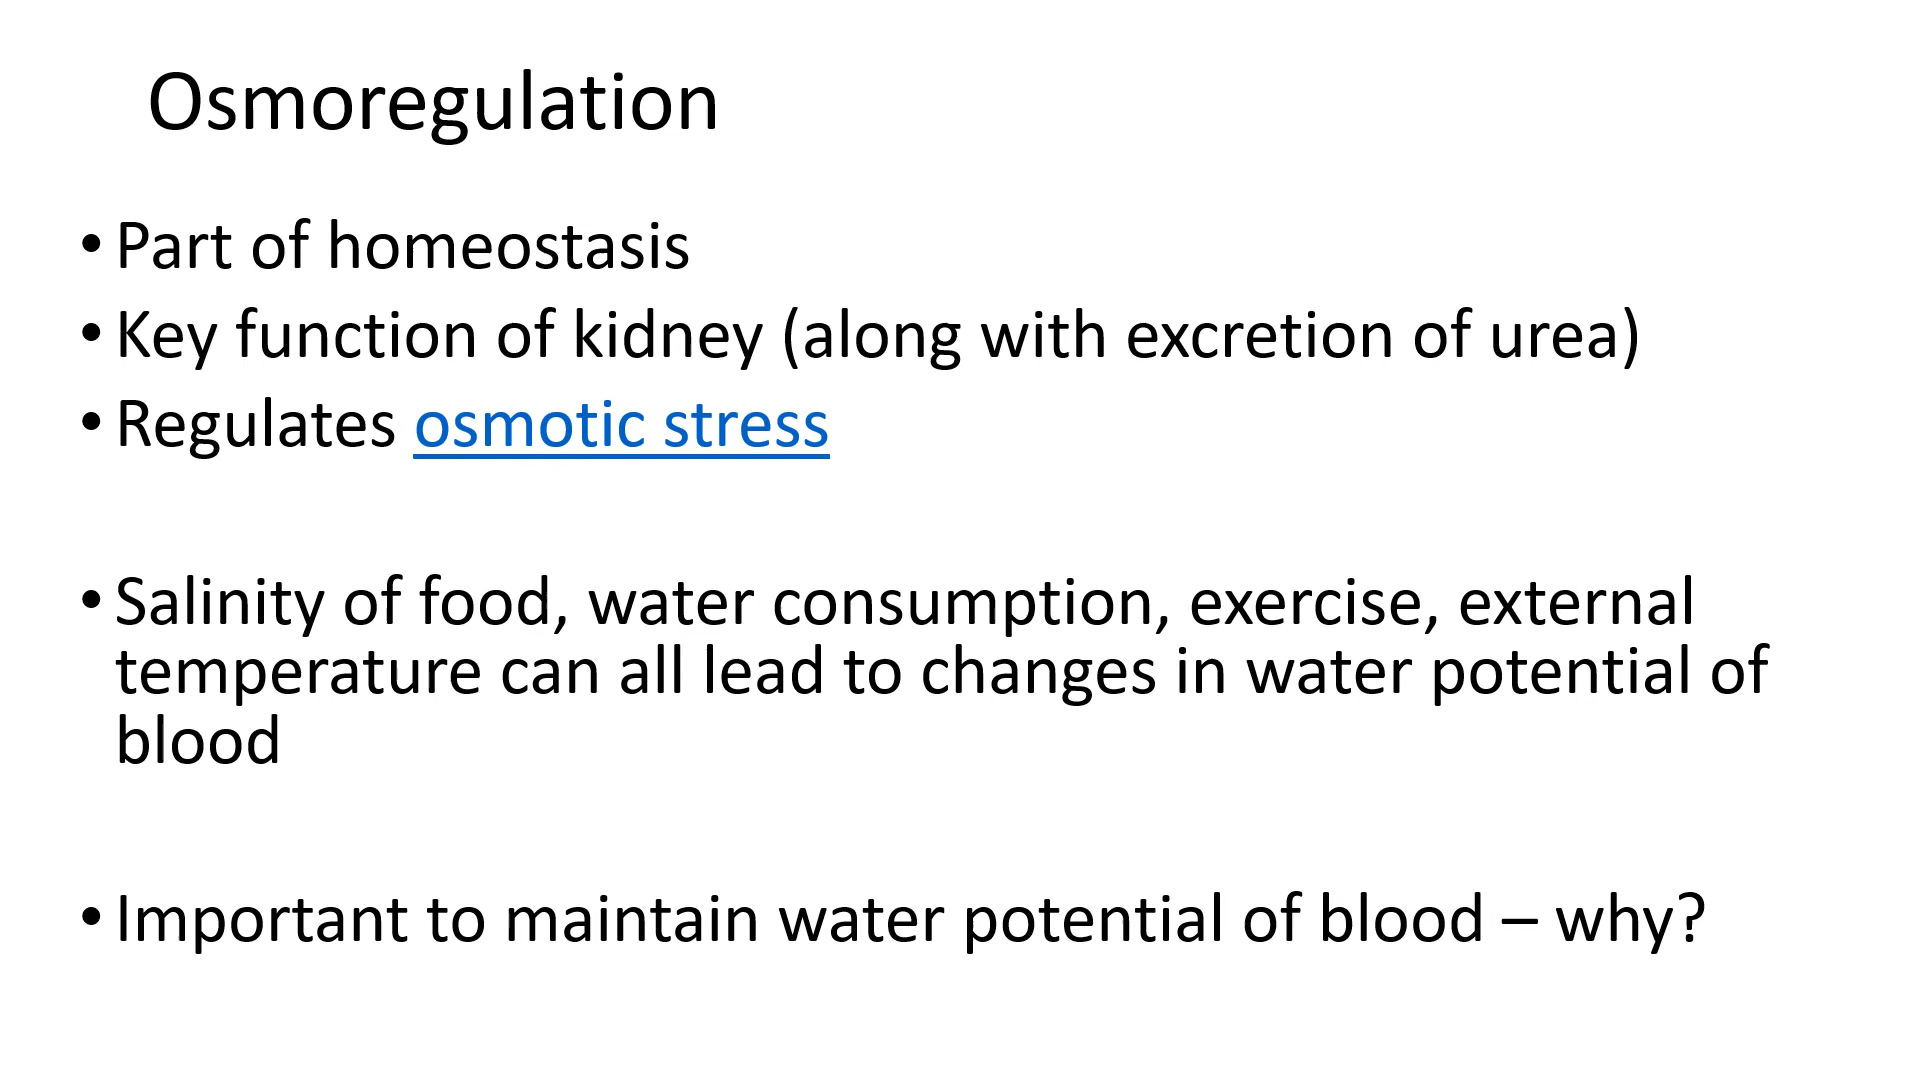 Osmoregulation
• Part of homeostasis
• Key function of kidney (along with excretion of urea)
• Regulates osmotic stress
• Salinity of food, water consumption, exercise, external
temperature can all lead to changes in water potential of
blood
• Important to maintain water potential of blood – why?